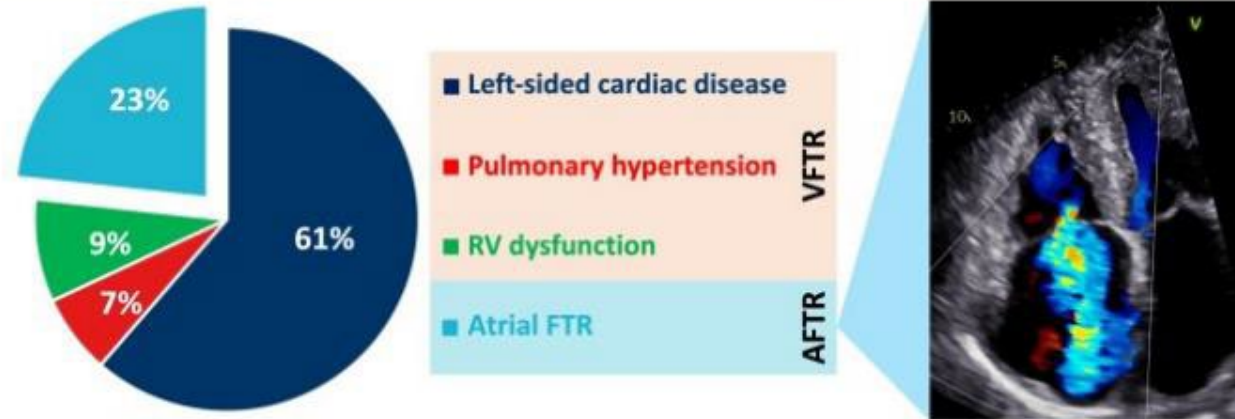 23%
61%
9%
7%
Left-sided cardiac disease
Pulmonary hypertension
RV dysfunction
VFTR
Atrial FTR
AFTR
V
5
10